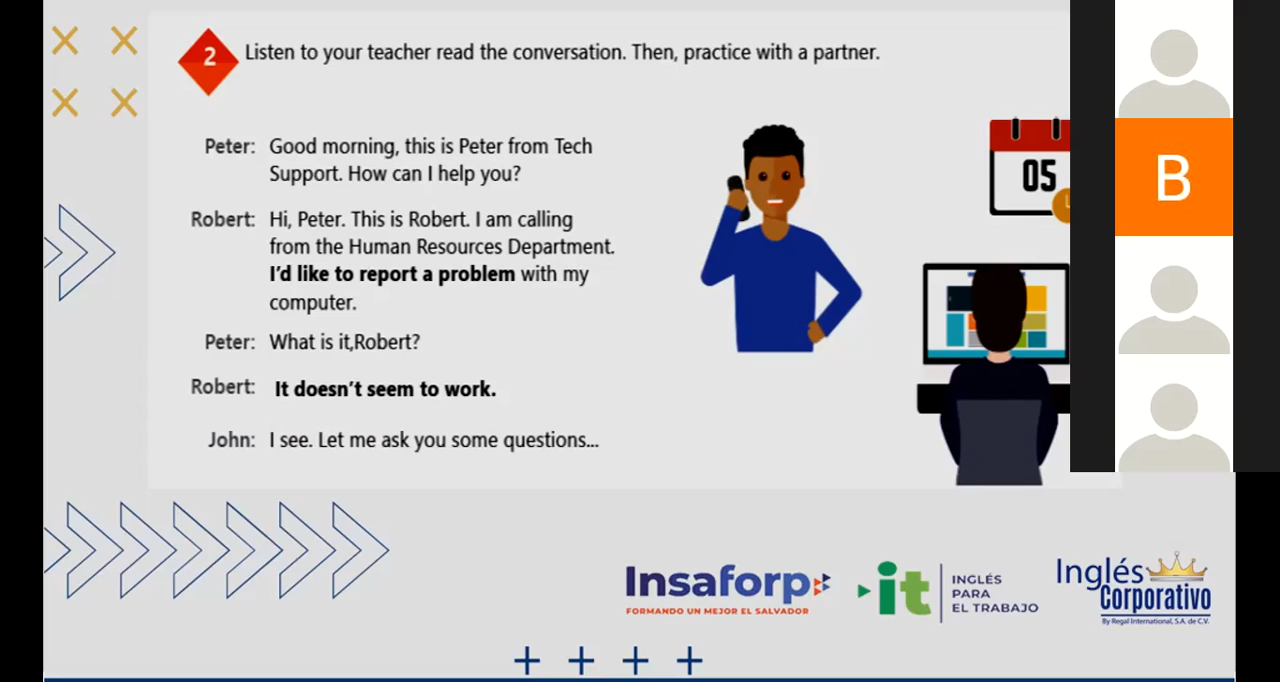 2
Listen to your teacher read the conversation. Then, practice with a partner.
Peter: Good morning, this is Peter from Tech
Support. How can I help you?
Robert: Hi, Peter. This is Robert. I am calling
from the Human Resources Department.
I'd like to report a problem with my
computer.
Peter: What is it,Robert?
Robert: It doesn't seem to work.
John: I see. Let me ask you some questions...
05
B
Insaforp
FORMANDO UN MEJOR EL SALVADOR
it
INGLÉS
PARA
EL TRABAJO
Inglés
Corporativo
By Regal International, S.A. de C.V.